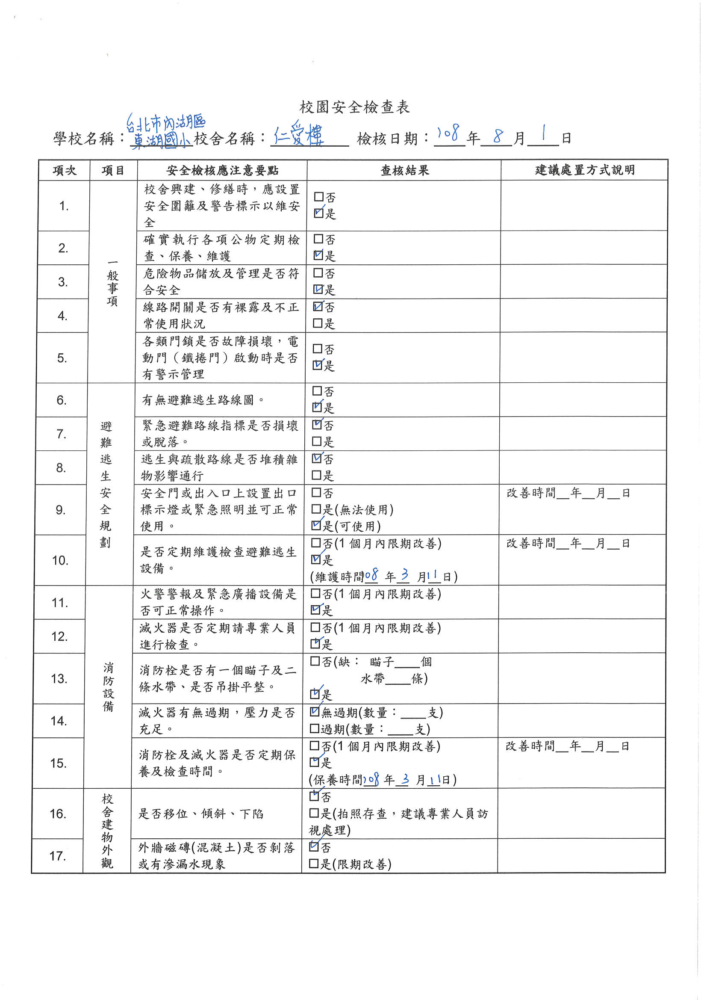 校園安全檢查表
台北市內湖區
學校名稱：東湖國小校舍名稱：仁愛樓 檢核日期：108年8月1日
項次 項目 安全檢核應注意要點 查核結果 建議處置方式說明
一般事項
1. 校舍興建、修繕時，應設置
安全圍籬及警告標示以維安
全
☐否
☑是
2. 確實執行各項公物定期檢
查、保養、維護
☐否
☑是
3. 危險物品儲放及管理是否符
合安全
☐否
☑是
4. 線路開關是否有裸露及不正
常使用狀況
☑否
☐是
5. 各類門鎖是否故障損壞，電
動門（鐵捲門）啟動時是否
有警示管理
☐否
☑是
避難逃生安全規劃
6. 有無避難逃生路線圖。
☐否
☑是
7. 緊急避難路線指標是否損壞
或脫落。
☑否
☐是
8. 逃生與疏散路線是否堆積雜
物影響通行
☑否
☐是
9. 安全門或出入口上設置出口
標示燈或緊急照明並可正常
使用。
☐否
☐是(無法使用)
☑是(可使用)
改善時間__年__月__日
10. 是否定期維護檢查避難逃生
設備。
☐否(1個月內限期改善)
☑是
(維護時間108年3月11日)
改善時間__年__月__日
消防設備
11. 火警警報及緊急廣播設備是
否可正常操作。
☐否(1個月內限期改善)
☑是
12. 滅火器是否定期請專業人員
進行檢查。
☐否(1個月內限期改善)
☑是
13. 消防栓是否有一個瞄子及二
條水帶、是否吊掛平整。
☐否(缺： 瞄子____個
水帶____條)
☑是
14. 滅火器有無過期，壓力是否
充足。
☑無過期(數量：____支)
☐過期(數量：____支)
15. 消防栓及滅火器是否定期保
養及檢查時間。
☐否(1個月內限期改善)
☑是
(保養時間108年3月11日)
改善時間__年__月__日
校舍建物外觀
16. 是否移位、傾斜、下陷
☑否
☐是(拍照存查，建議專業人員訪
視處理)
17. 外牆磁磚(混凝土)是否剝落
或有滲漏水現象
☑否
☐是(限期改善)